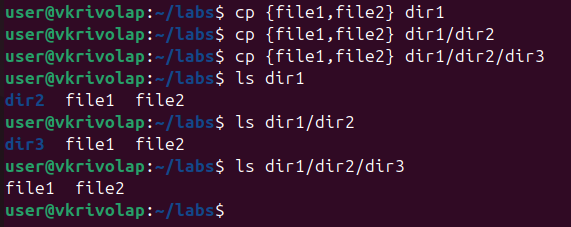 user@vkrivolap:~/labs$ cp {file1,file2} dir1
user@vkrivolap:~/labs$ cp {file1,file2} dir1/dir2
user@vkrivolap:~/labs$ cp {file1,file2} dir1/dir2/dir3
user@vkrivolap:~/labs$ ls dir1
dir2  file1  file2
user@vkrivolap:~/labs$ ls dir1/dir2
dir3  file1  file2
user@vkrivolap:~/labs$ ls dir1/dir2/dir3
file1  file2
user@vkrivolap:~/labs$